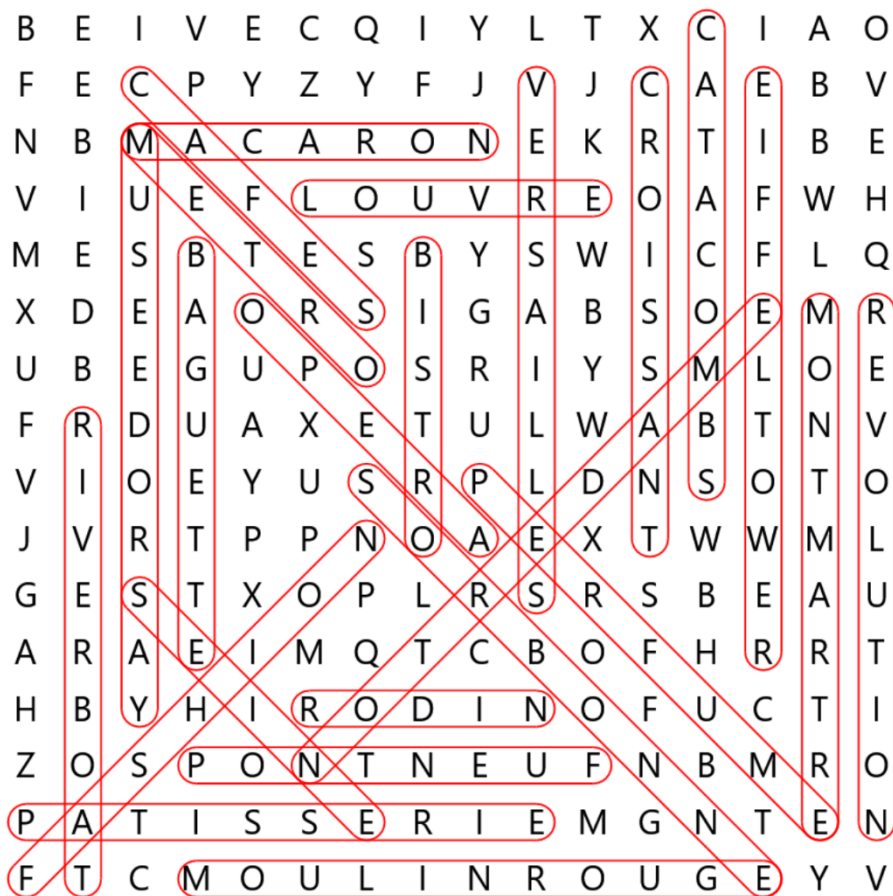 B E I V E C Q I Y L T X C I A O
F E C P Y Z Y F J V J C A E B V
N B M A C A R O N E K R T I B E
V I U E F L O U V R E O A F W H
M E S B T E S B Y S W I C F L Q
X D E A O R S I G A B S O E M R
U B E G U P O S R I Y S M L O E
F R D U A X E T U L W A B T N V
V I O E Y U S R P L D N S O T O
J V R T P P N O A E X T W W M L
G E S T X O P L R S R S B E A U
A R A E I M Q T C B O F H R R T
H B Y H I R O D I N O F U C T I
Z O S P O N T N E U F N B M R O
P A T I S S E R I E M G N T E N
F T C M O U L I N R O U G E Y V